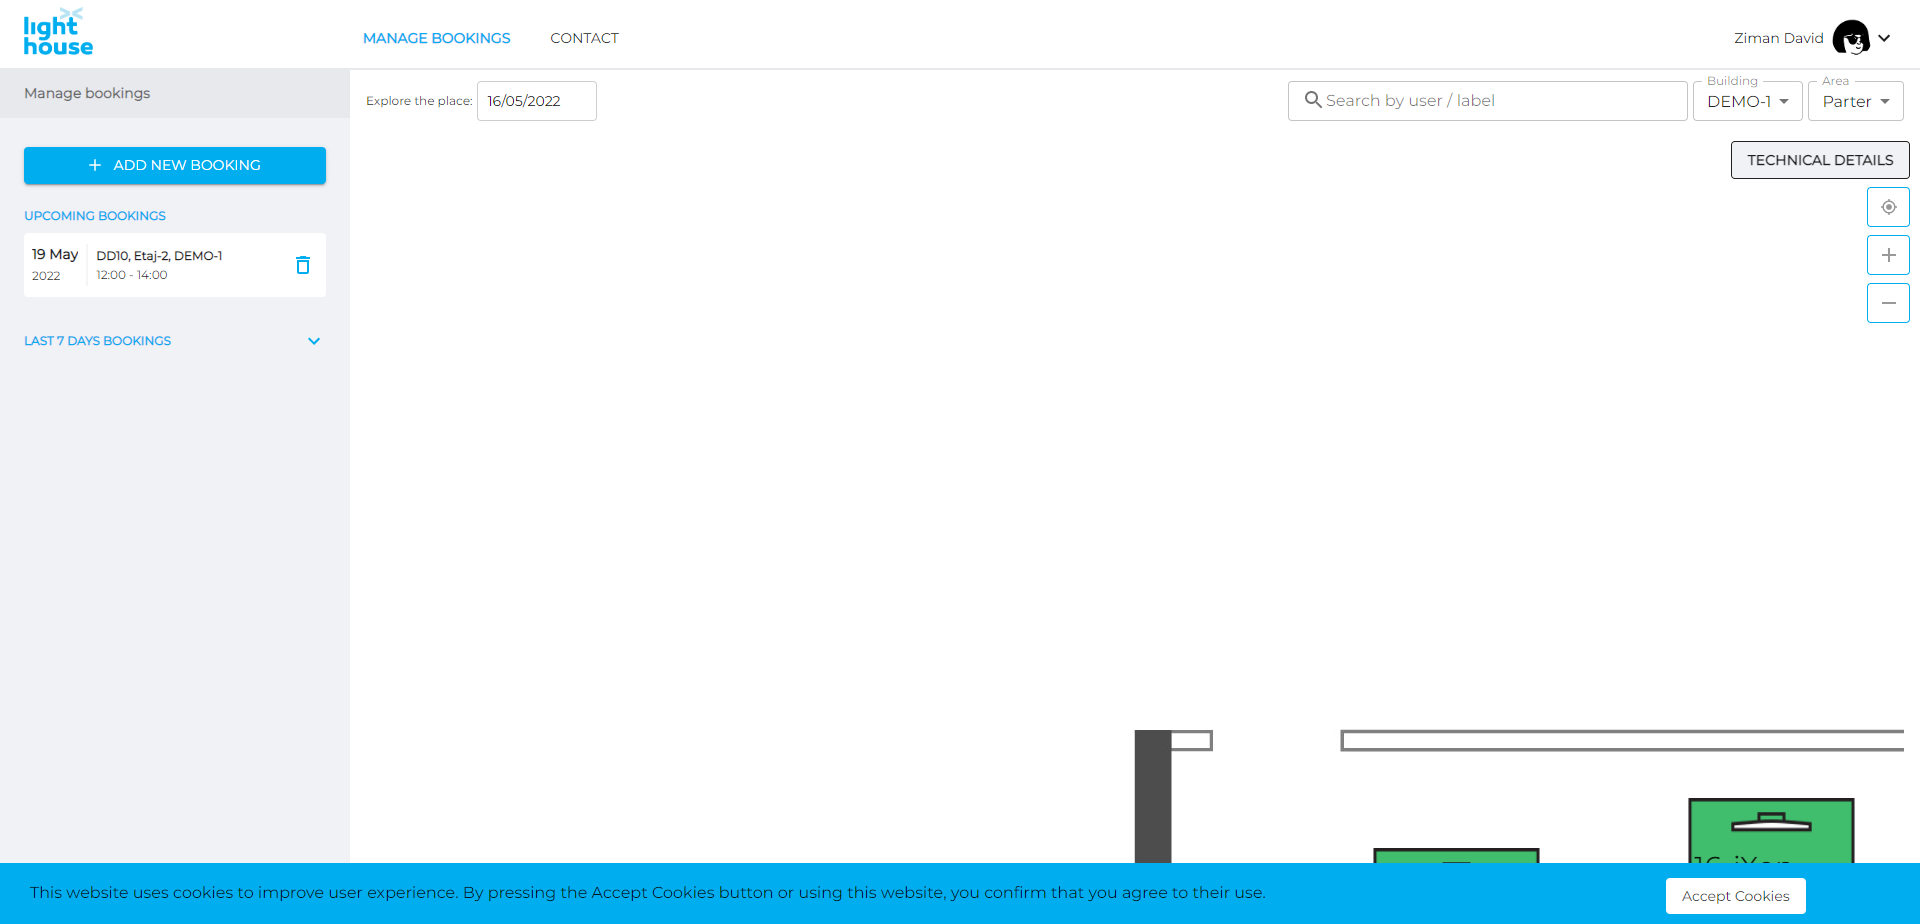 light
house
MANAGE BOOKINGS
CONTACT
Ziman David
Manage bookings
Explore the place:
16/05/2022
Search by user / label
Building
DEMO-1
Area
Parter
ADD NEW BOOKING
TECHNICAL DETAILS
UPCOMING BOOKINGS
19 May
2022
DD10, Etaj-2, DEMO-1
12:00 - 14:00
LAST 7 DAYS BOOKINGS
This website uses cookies to improve user experience. By pressing the Accept Cookies button or using this website, you confirm that you agree to their use.
Accept Cookies